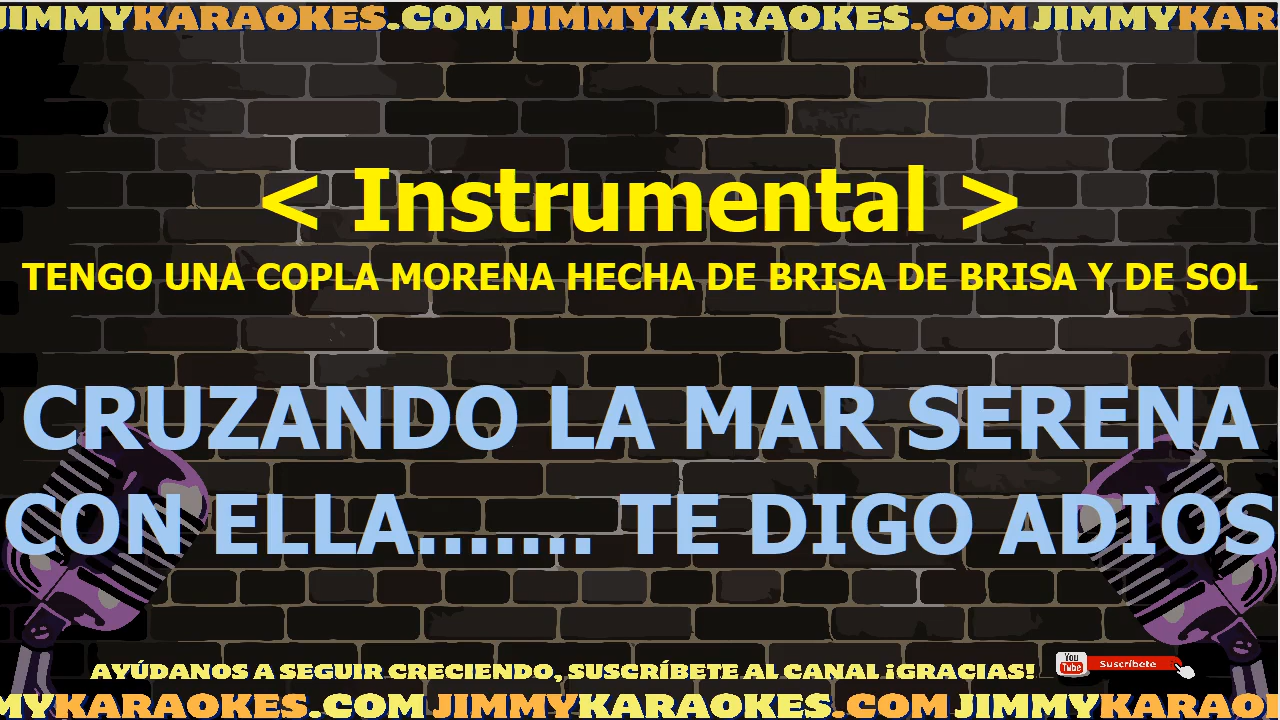 JIMMYKARAOKES.COM JIMMYKARAOKES.COM JIMMYKAR
< Instrumental >
TENGO UNA COPLA MORENA HECHA DE BRISA DE BRISA Y DE SOL
CRUZANDO LA MAR SERENA
CON ELLA....... TE DIGO ADIOS
AYÚDANOS A SEGUIR CRECIENDO, SUSCRÍBETE AL CANAL ¡GRACIAS!
You
Tube
Suscríbete
MYKARAOKES.COM JIMMYKARAOKES.COM JIMMYKARAO